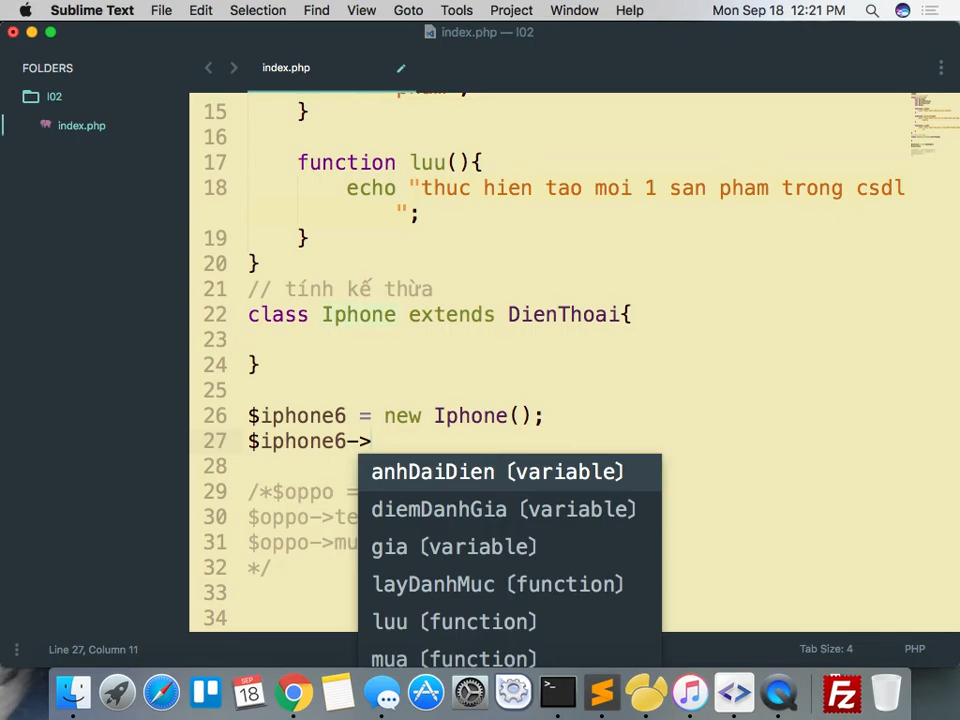 Sublime Text File Edit Selection Find View Goto Tools Project Window Help Mon Sep 18 12:21 PM
index.php — l02
FOLDERS
l02
index.php
index.php
15 }
16
17 function luu(){
18 echo "thuc hien tao moi 1 san pham trong csdl
";
19 }
20 }
21 // tính kế thừa
22 class Iphone extends DienThoai{
23
24 }
25
26 $iphone6 = new Iphone();
27 $iphone6->
28
29 /*$oppo =
30 $oppo->te
31 $oppo->mu
32 */
33
34
anhDaiDien (variable)
diemDanhGia (variable)
gia (variable)
layDanhMuc (function)
luu (function)
mua (function)
Line 27, Column 11 Tab Size: 4 PHP
SEP
18
>_
Fz